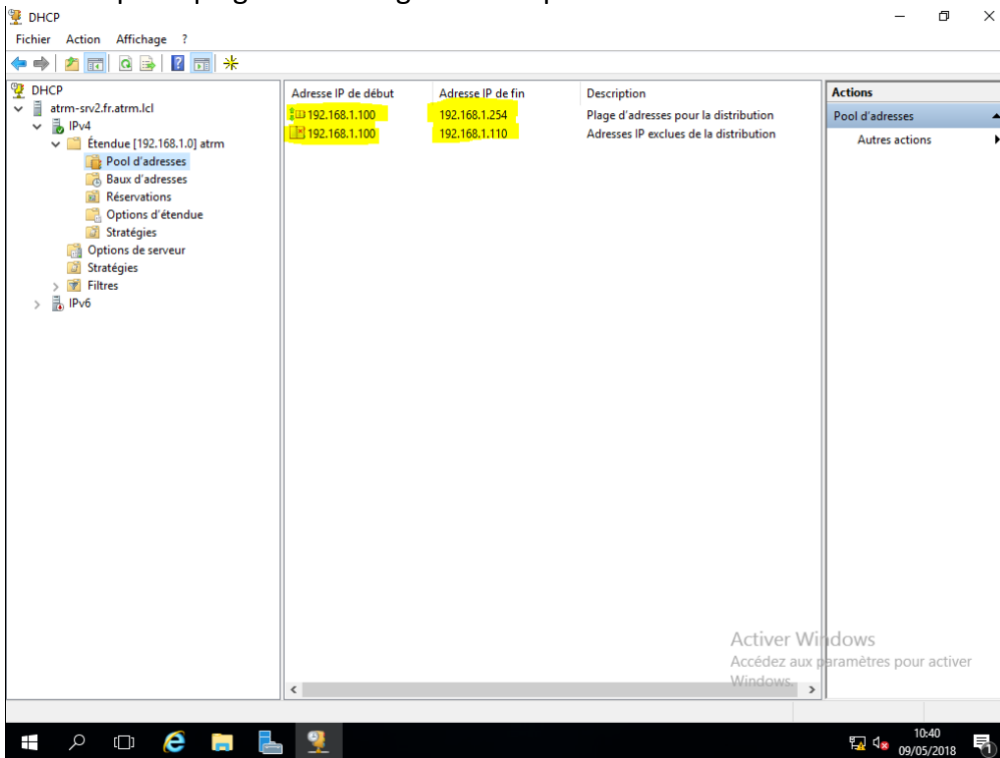 DHCP
Fichier Action Affichage ?
DHCP
atrm-srv2.fr.atrm.lcl
IPv4
Étendue [192.168.1.0] atrm
Pool d'adresses
Baux d'adresses
Réservations
Options d'étendue
Stratégies
Options de serveur
Stratégies
Filtres
IPv6
Adresse IP de début Adresse IP de fin Description
192.168.1.100 192.168.1.254 Plage d'adresses pour la distribution
192.168.1.100 192.168.1.110 Adresses IP exclues de la distribution
Actions
Pool d'adresses
Autres actions
Activer Windows
Accédez aux paramètres pour activer
Windows.
10:40
09/05/2018
1